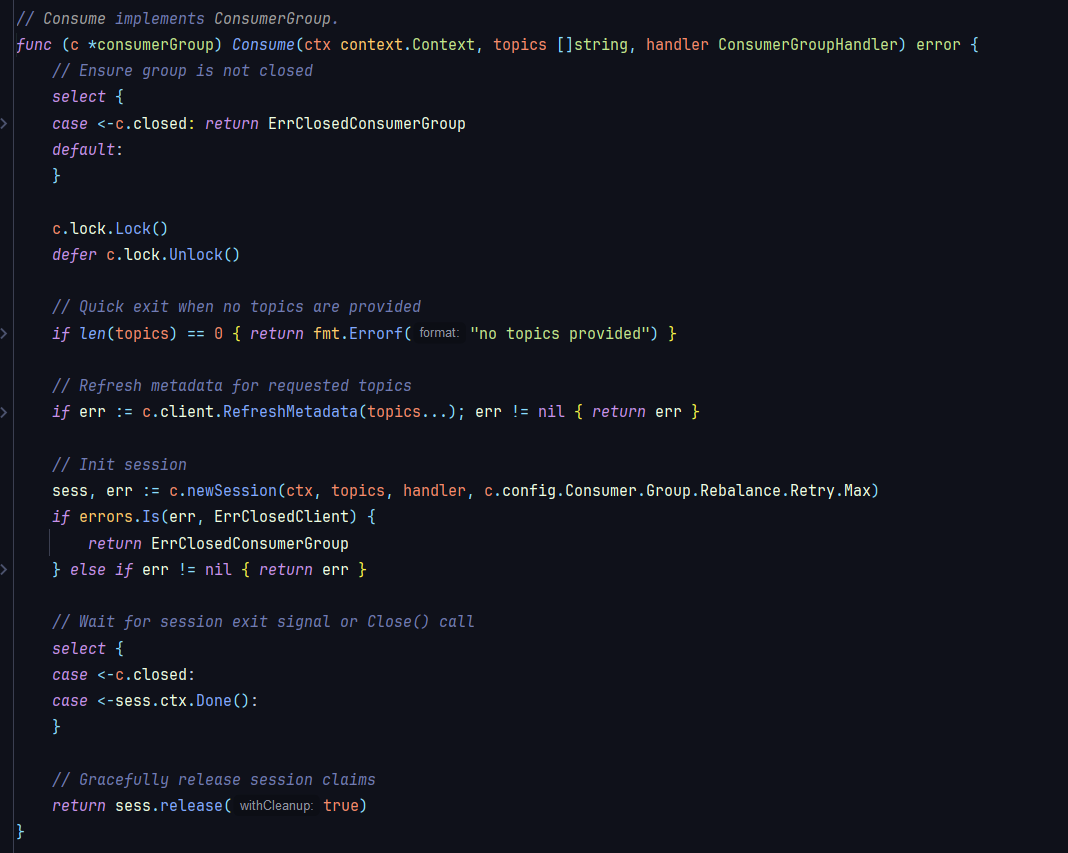 // Consume implements ConsumerGroup.
func (c *consumerGroup) Consume(ctx context.Context, topics []string, handler ConsumerGroupHandler) error {
    // Ensure group is not closed
    select {
    case <-c.closed: return ErrClosedConsumerGroup
    default:
    }

    c.lock.Lock()
    defer c.lock.Unlock()

    // Quick exit when no topics are provided
    if len(topics) == 0 { return fmt.Errorf( format: "no topics provided") }

    // Refresh metadata for requested topics
    if err := c.client.RefreshMetadata(topics...); err != nil { return err }

    // Init session
    sess, err := c.newSession(ctx, topics, handler, c.config.Consumer.Group.Rebalance.Retry.Max)
    if errors.Is(err, ErrClosedClient) {
        return ErrClosedConsumerGroup
    } else if err != nil { return err }

    // Wait for session exit signal or Close() call
    select {
    case <-c.closed:
    case <-sess.ctx.Done():
    }

    // Gracefully release session claims
    return sess.release( withCleanup: true)
}